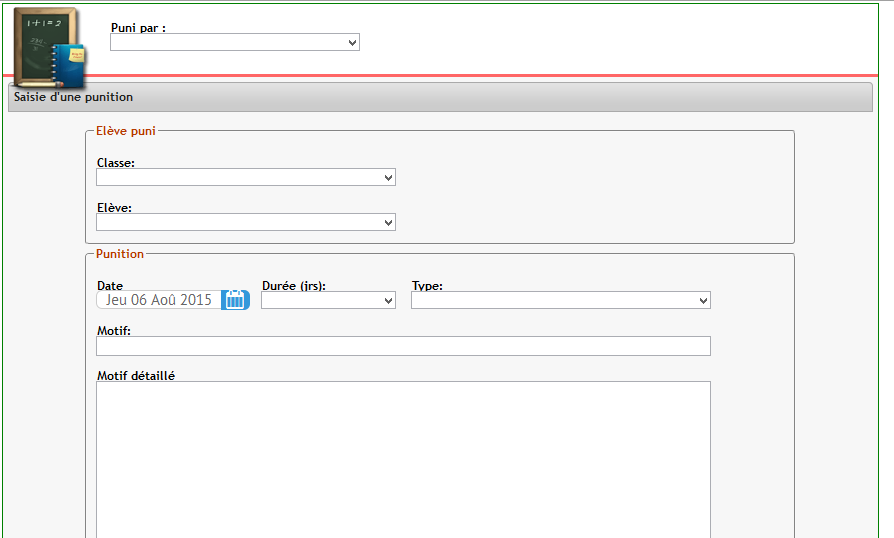 1+1=2
Puni par :
Saisie d'une punition
Elève puni
Classe:
Elève:
Punition
Date Durée (jrs): Type:
Jeu 06 Aoû 2015
Motif:
Motif détaillé